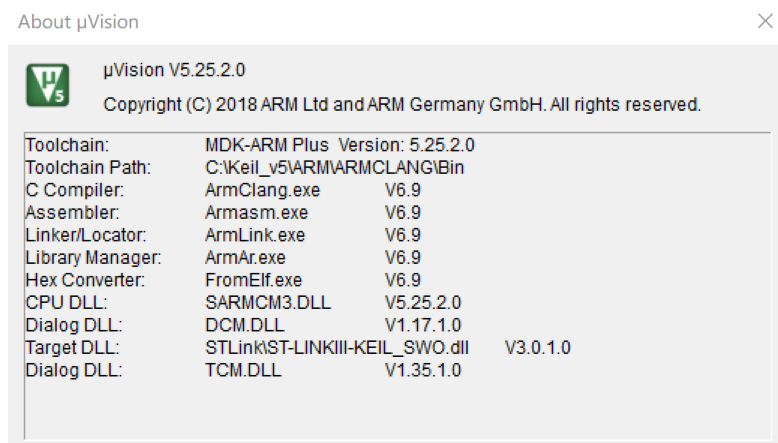 About µVision
µVision V5.25.2.0
Copyright (C) 2018 ARM Ltd and ARM Germany GmbH. All rights reserved.
Toolchain: MDK-ARM Plus Version: 5.25.2.0
Toolchain Path: C:\Keil_v5\ARM\ARMCLANG\Bin
C Compiler: ArmClang.exe V6.9
Assembler: Armasm.exe V6.9
Linker/Locator: ArmLink.exe V6.9
Library Manager: ArmAr.exe V6.9
Hex Converter: FromElf.exe V6.9
CPU DLL: SARMCM3.DLL V5.25.2.0
Dialog DLL: DCM.DLL V1.17.1.0
Target DLL: STLink\ST-LINKIII-KEIL_SWO.dll V3.0.1.0
Dialog DLL: TCM.DLL V1.35.1.0